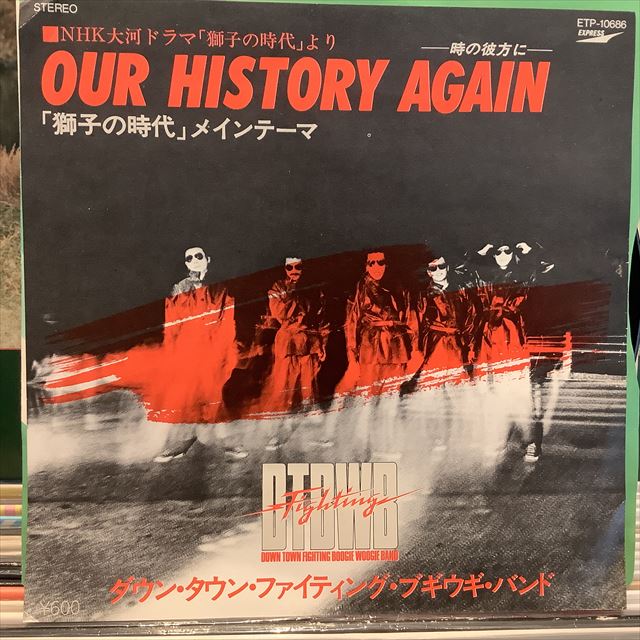 STEREO
ETP-10686
EXPRESS
■NHK大河ドラマ「獅子の時代」より
―時の彼方に―
OUR HISTORY AGAIN
「獅子の時代」メインテーマ
DTDWB
Fighting
DOWN TOWN FIGHTING BOOGIE WOOGIE BAND
ダウン・タウン・ファイティング・ブギウギ・バンド
¥600